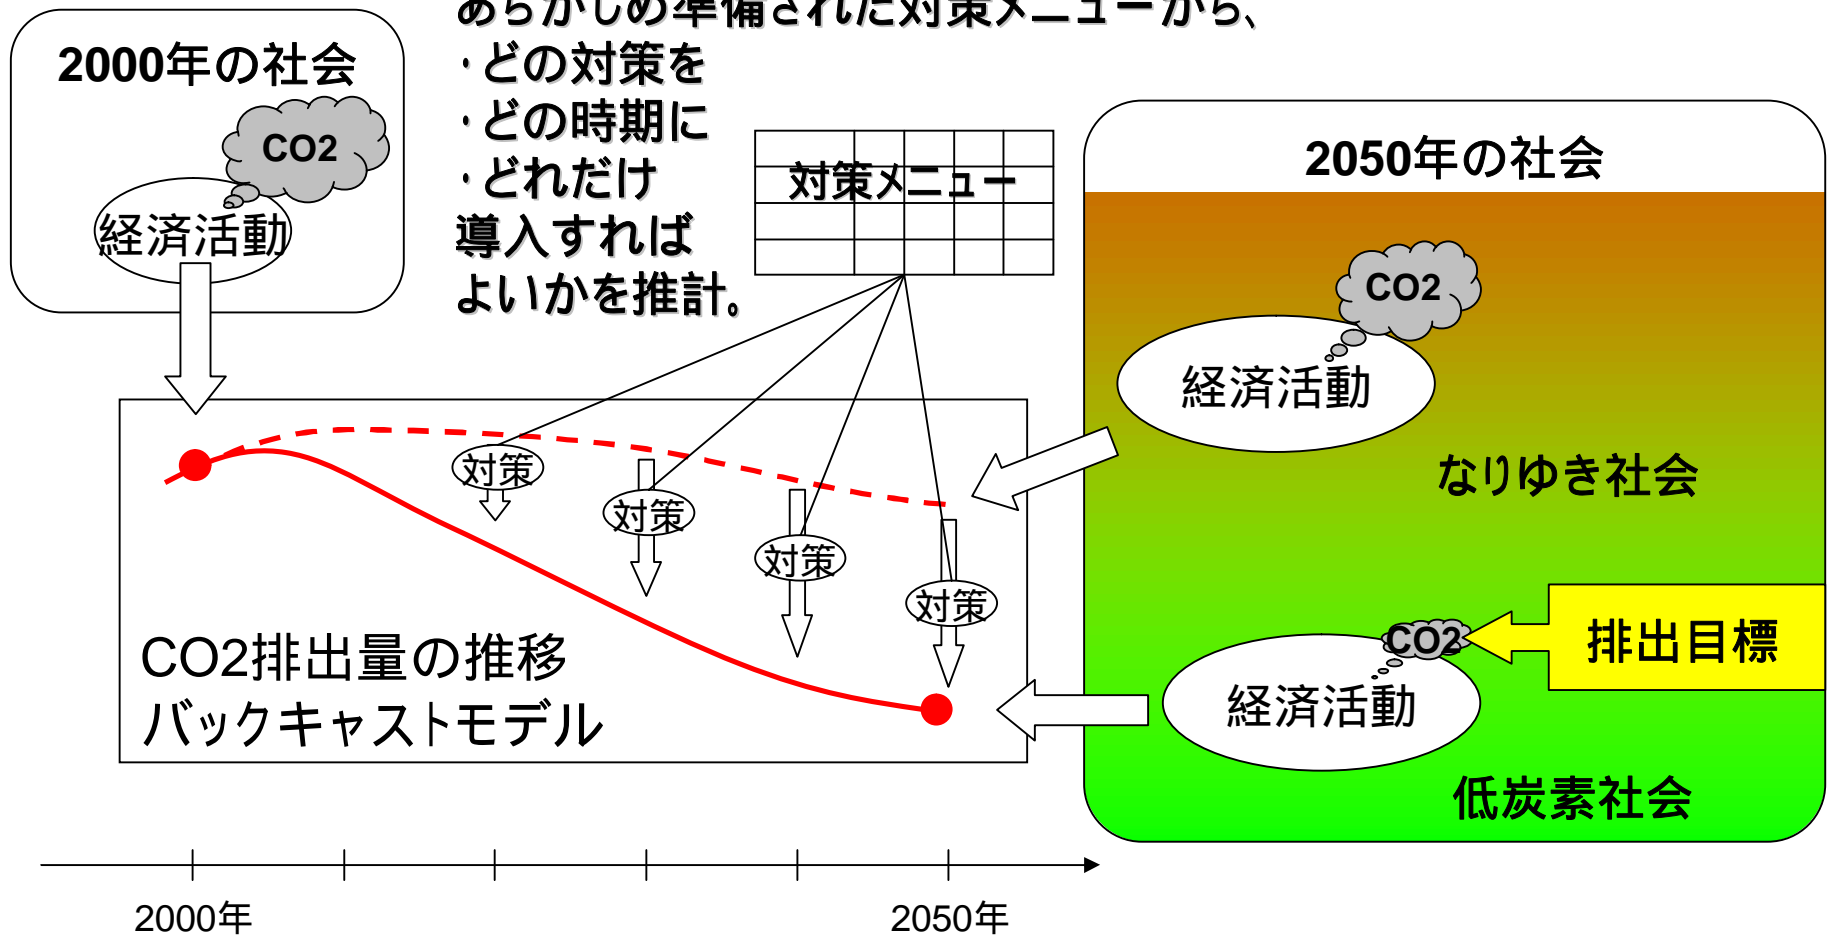 2000年の社会
CO2
経済活動
あらかじめ準備された対策メニューから、
・どの対策を
・どの時期に
・どれだけ
導入すれば
よいかを推計。
対策メニュー
2050年の社会
CO2
経済活動
なりゆき社会
排出目標
CO2
経済活動
低炭素社会
対策
対策
対策
対策
CO2排出量の推移
バックキャストモデル
2000年
2050年